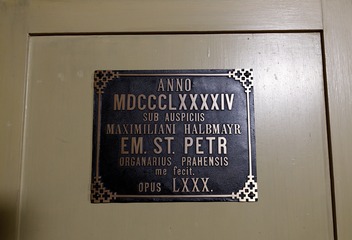 ANNO
MDCCCLXXXXIV
SUB AUSPICIIS
MAXIMILIANI HALBMAYR
EM. ST. PETR
ORGANARIUS PRAHENSIS
me fecit.
OPUS LXXX.